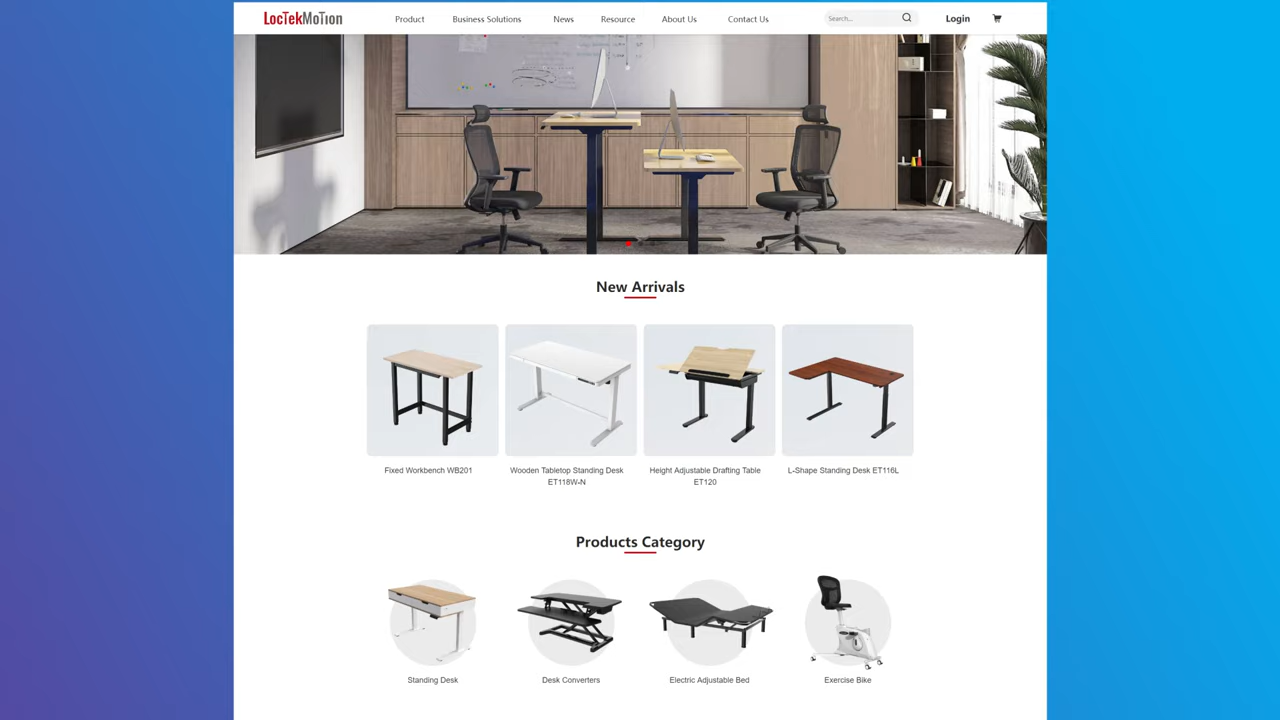 LocTekMoTion
Product Business Solutions News Resource About Us Contact Us Search... Login
New Arrivals
Fixed Workbench WB201
Wooden Tabletop Standing Desk
ET118W-N
Height Adjustable Drafting Table
ET120
L-Shape Standing Desk ET116L
Products Category
Standing Desk
Desk Converters
Electric Adjustable Bed
Exercise Bike